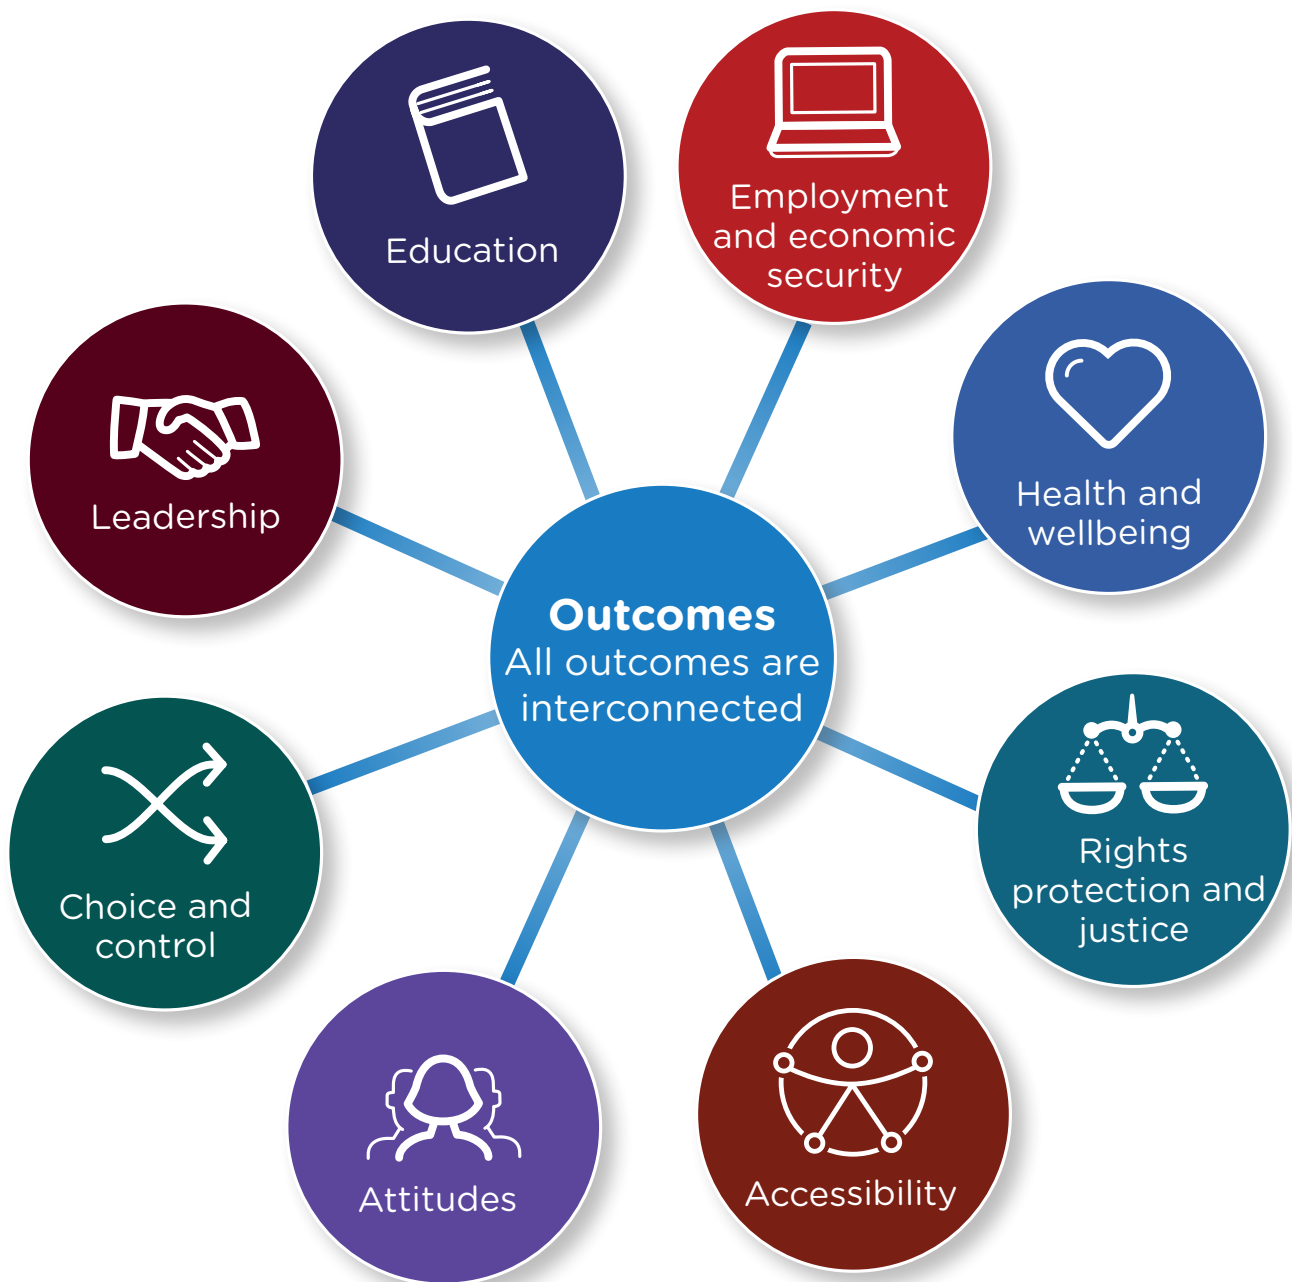 Education
Employment
and economic
security
Health and
wellbeing
Leadership
Outcomes
All outcomes are
interconnected
Rights
protection and
justice
Choice and
control
Attitudes
Accessibility